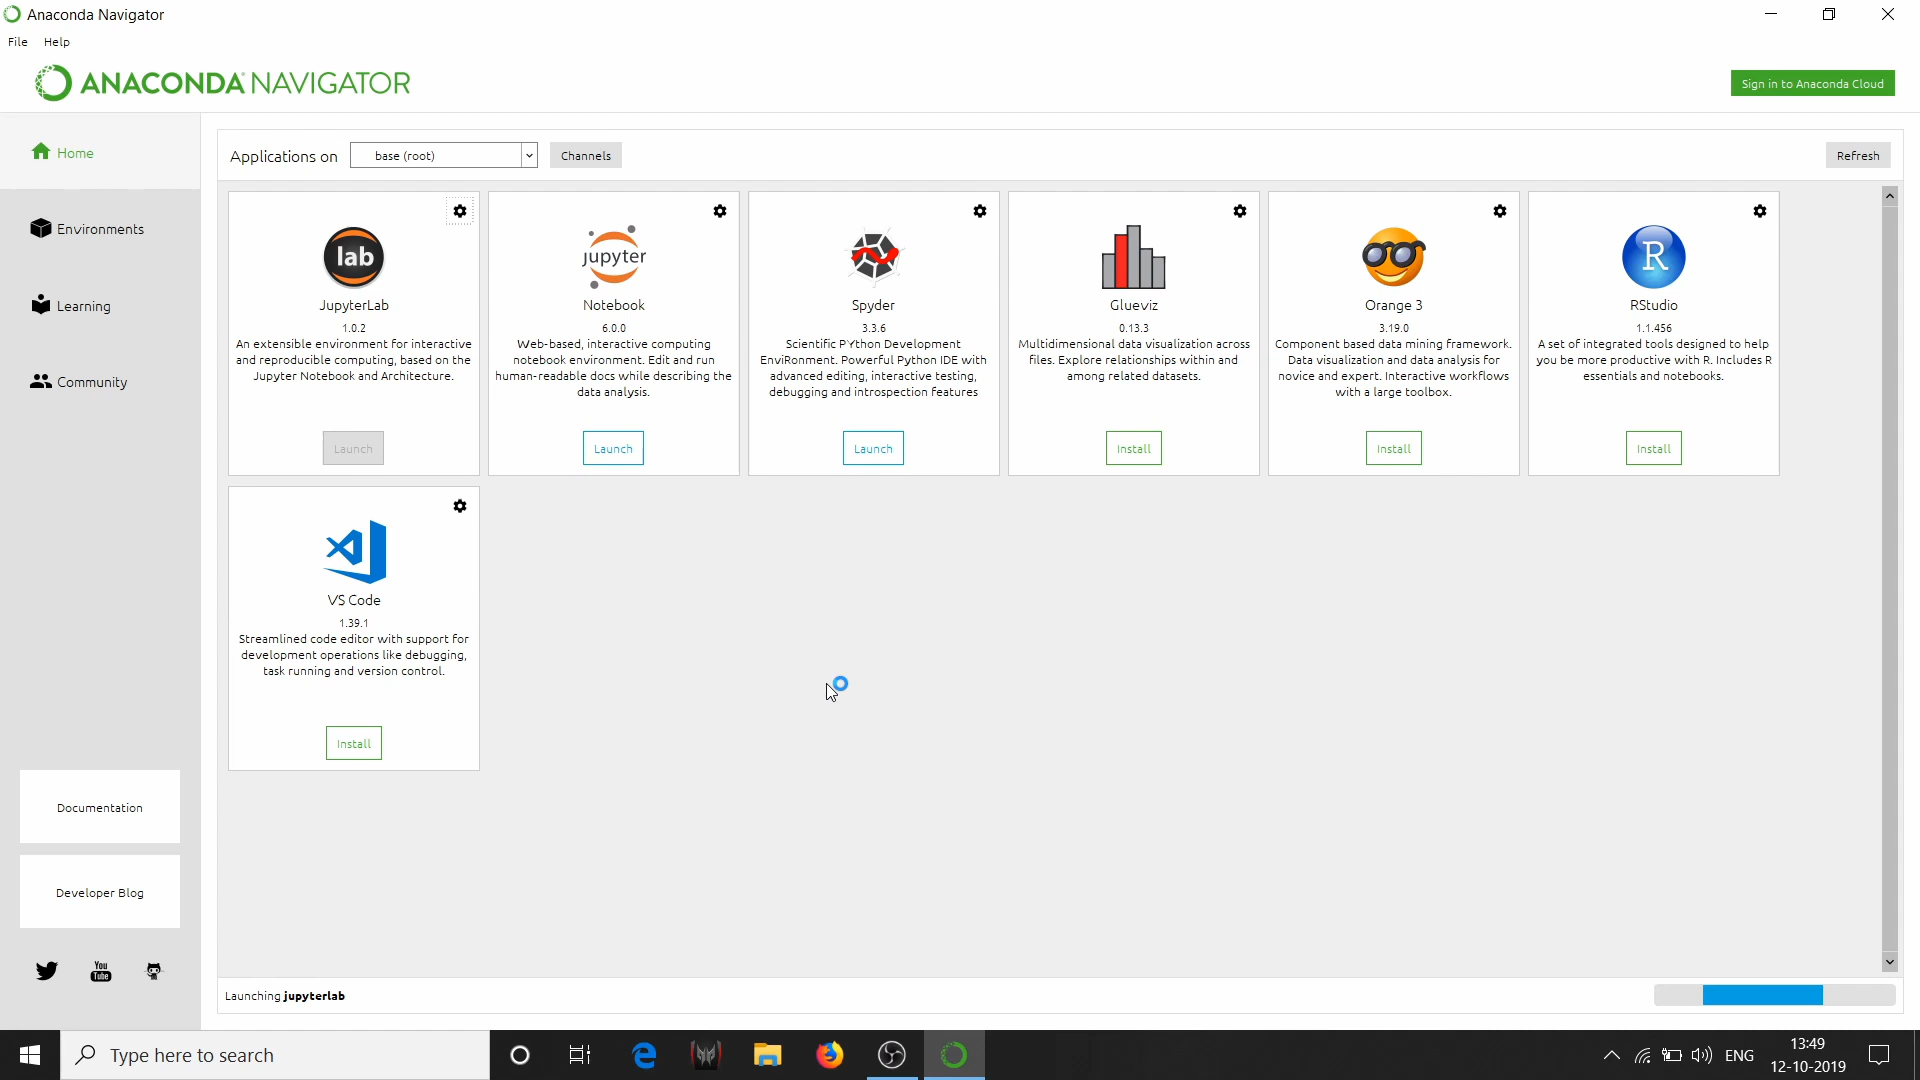 Anaconda Navigator
File Help
ANACONDA NAVIGATOR
Sign in to Anaconda Cloud
Home
Environments
Learning
Community
Documentation
Developer Blog
You
Tube
Applications on base (root) Channels Refresh
lab
JupyterLab
1.0.2
An extensible environment for interactive
and reproducible computing, based on the
Jupyter Notebook and Architecture.
Launch
jupyter
Notebook
6.0.0
Web-based, interactive computing
notebook environment. Edit and run
human-readable docs while describing the
data analysis.
Launch
Spyder
3.3.6
Scientific PYthon Development
EnviRonment. Powerful Python IDE with
advanced editing, interactive testing,
debugging and introspection features
Launch
Glueviz
0.13.3
Multidimensional data visualization across
files. Explore relationships within and
among related datasets.
Install
Orange 3
3.19.0
Component based data mining framework.
Data visualization and data analysis for
novice and expert. Interactive workflows
with a large toolbox.
Install
R
RStudio
1.1.456
A set of integrated tools designed to help
you be more productive with R. Includes R
essentials and notebooks.
Install
VS Code
1.39.1
Streamlined code editor with support for
development operations like debugging,
task running and version control.
Install
Launching jupyterlab
Type here to search
ENG
13:49
12-10-2019